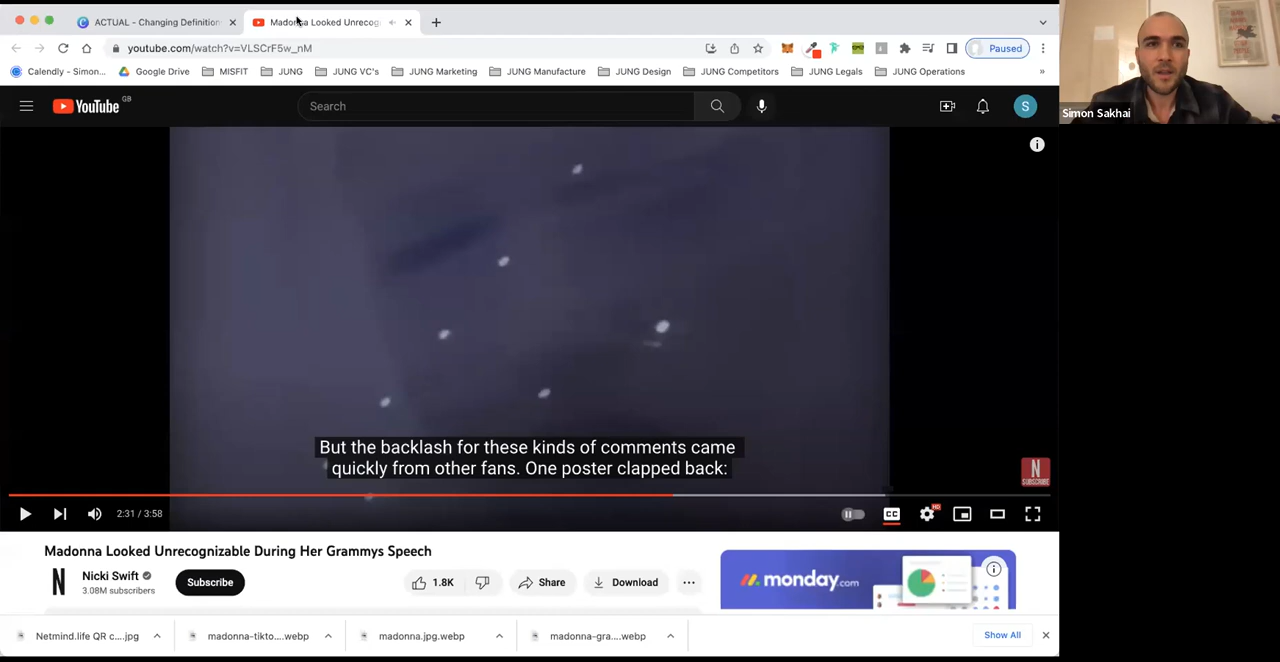 ACTUAL - Changing Definition
Madonna Looked Unrecog
youtube.com/watch?v=VLSCrF5w_nM
Paused
Calendly - Simon...
Google Drive
MISFIT
JUNG
JUNG VC's
JUNG Marketing
JUNG Manufacture
JUNG Design
JUNG Competitors
JUNG Legals
JUNG Operations
»
YouTube GB
Search
S
Simon Sakhai
But the backlash for these kinds of comments came
quickly from other fans. One poster clapped back:
N
SUBSCRIBE
2:31 / 3:58
CC
HD
Madonna Looked Unrecognizable During Her Grammys Speech
N
Nicki Swift
3.08M subscribers
Subscribe
1.8K
Share
Download
monday.com
Netmind.life QR c....jpg
madonna-tikto....webp
madonna.jpg.webp
madonna-gra....webp
Show All